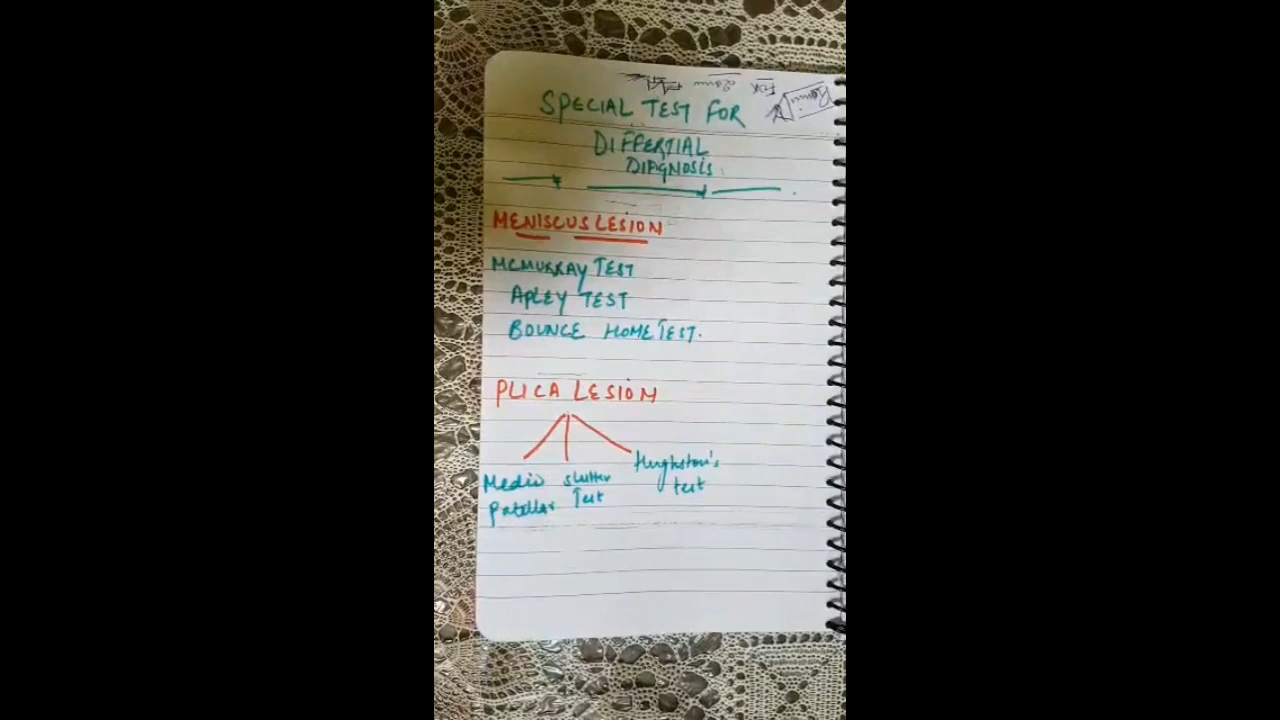 SPECIAL TEST FOR
DIFFERTIAL
DIAGNOSIS
MENISCUS LESION
MCMURRAY TEST
APLEY TEST
BOUNCE HOME TEST.
PLICA LESION
Medio patellar
Stutter Test
Hughston's test